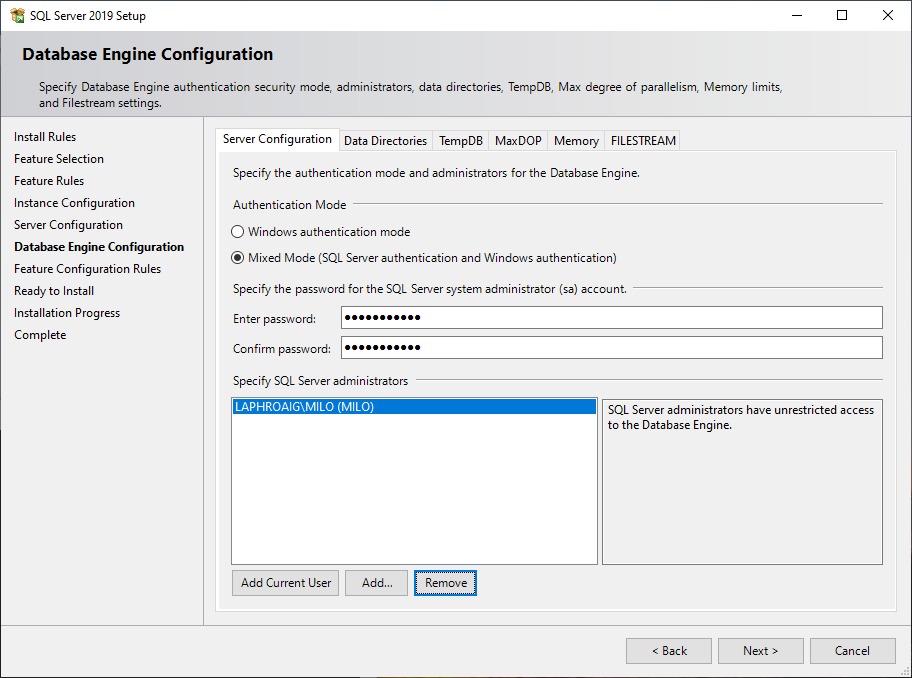 SQL Server 2019 Setup
Database Engine Configuration
Specify Database Engine authentication security mode, administrators, data directories, TempDB, Max degree of parallelism, Memory limits,
and Filestream settings.
Install Rules
Feature Selection
Feature Rules
Instance Configuration
Server Configuration
Database Engine Configuration
Feature Configuration Rules
Ready to Install
Installation Progress
Complete
Server Configuration Data Directories TempDB MaxDOP Memory FILESTREAM
Specify the authentication mode and administrators for the Database Engine.
Authentication Mode
Windows authentication mode
Mixed Mode (SQL Server authentication and Windows authentication)
Specify the password for the SQL Server system administrator (sa) account.
Enter password: ●●●●●●●●●●●
Confirm password: ●●●●●●●●●●●
Specify SQL Server administrators
LAPHROAIG\MILO (MILO)
SQL Server administrators have unrestricted access
to the Database Engine.
Add Current User Add... Remove
< Back Next > Cancel